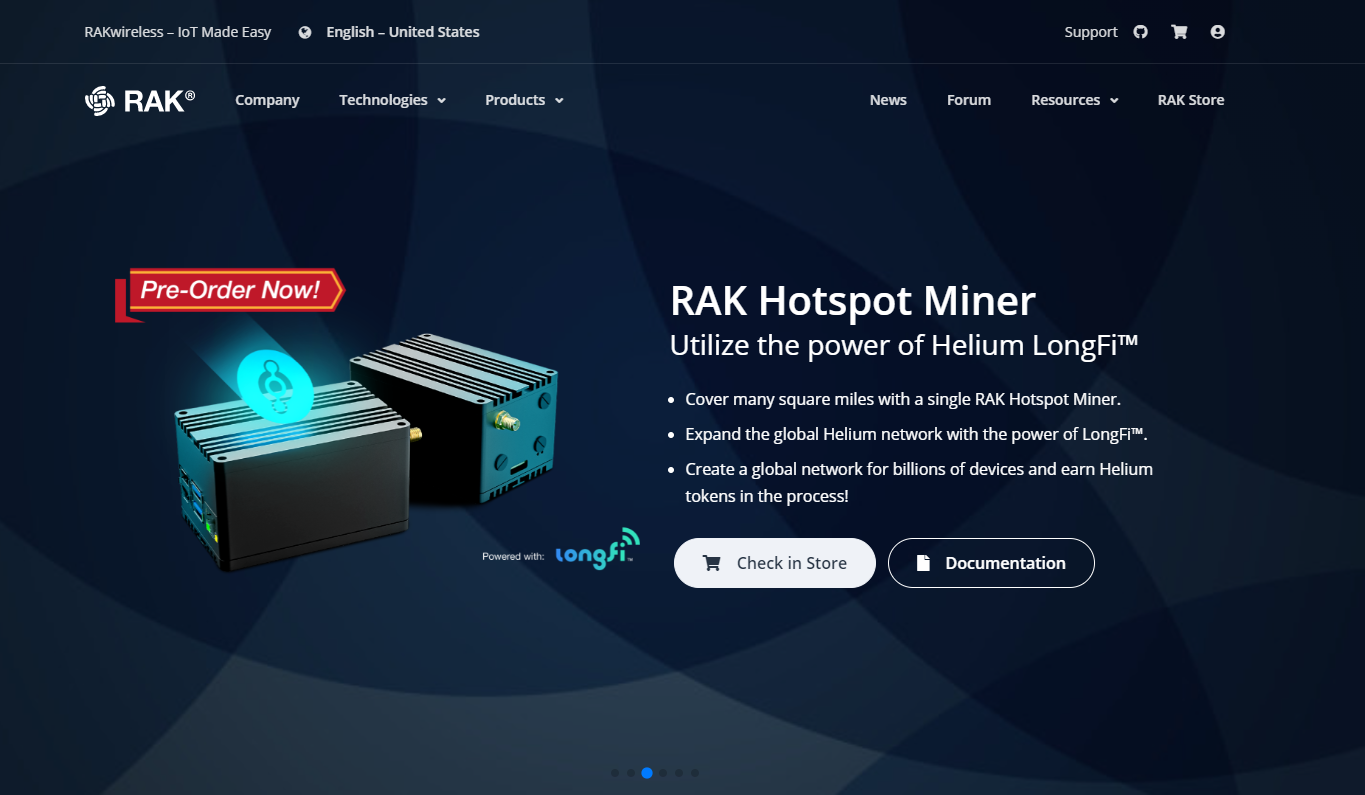 RAKwireless – IoT Made Easy
English – United States
Support
RAK®
Company
Technologies
Products
News
Forum
Resources
RAK Store
Pre-Order Now!
RAK Hotspot Miner
Utilize the power of Helium LongFi™
• Cover many square miles with a single RAK Hotspot Miner.
• Expand the global Helium network with the power of LongFi™.
• Create a global network for billions of devices and earn Helium
tokens in the process!
Powered with: longfi™
Check in Store
Documentation